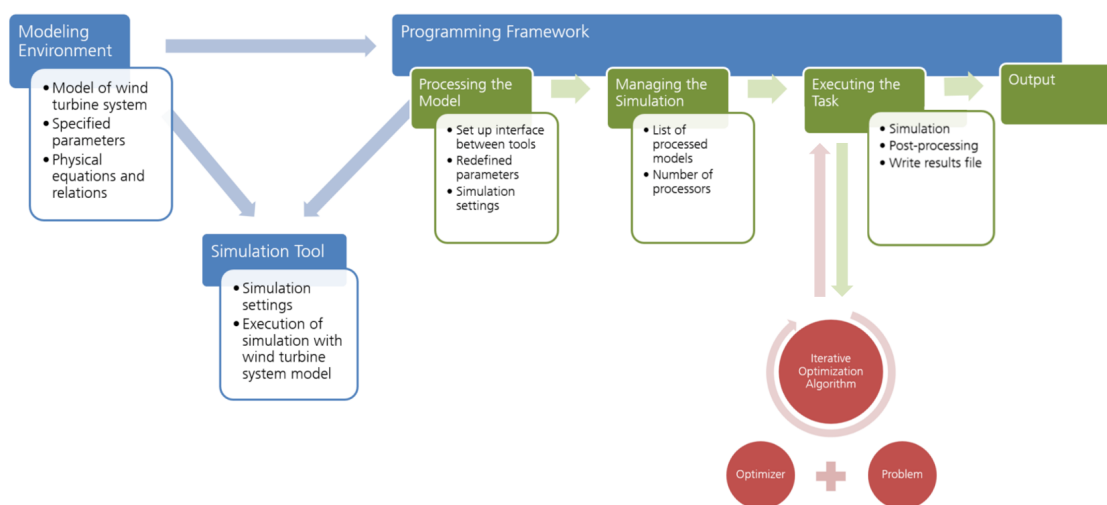 Modeling
Environment
• Model of wind
turbine system
• Specified
parameters
• Physical
equations and
relations
Programming Framework
Processing the
Model
• Set up interface
between tools
• Redefined
parameters
• Simulation
settings
Managing the
Simulation
• List of
processed
models
• Number of
processors
Executing the
Task
• Simulation
• Post-processing
• Write results file
Output
Simulation Tool
• Simulation
settings
• Execution of
simulation with
wind turbine
system model
Iterative
Optimization
Algorithm
Optimizer
Problem